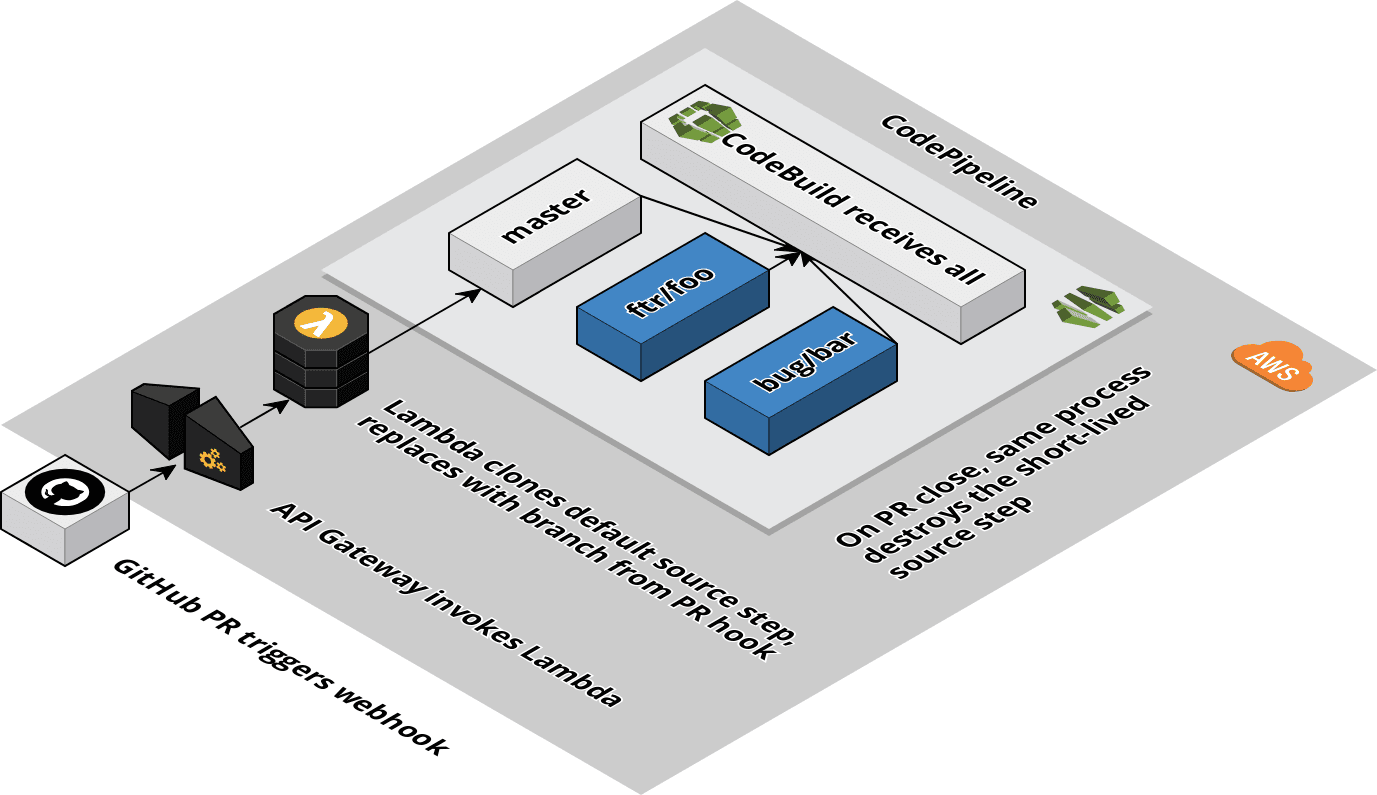 CodePipeline
CodeBuild receives all
master
ftr/foo
bug/bar
AWS
Lambda clones default source step,
replaces with branch from PR hook
On PR close, same process
destroys the short-lived
source step
API Gateway invokes Lambda
GitHub PR triggers webhook